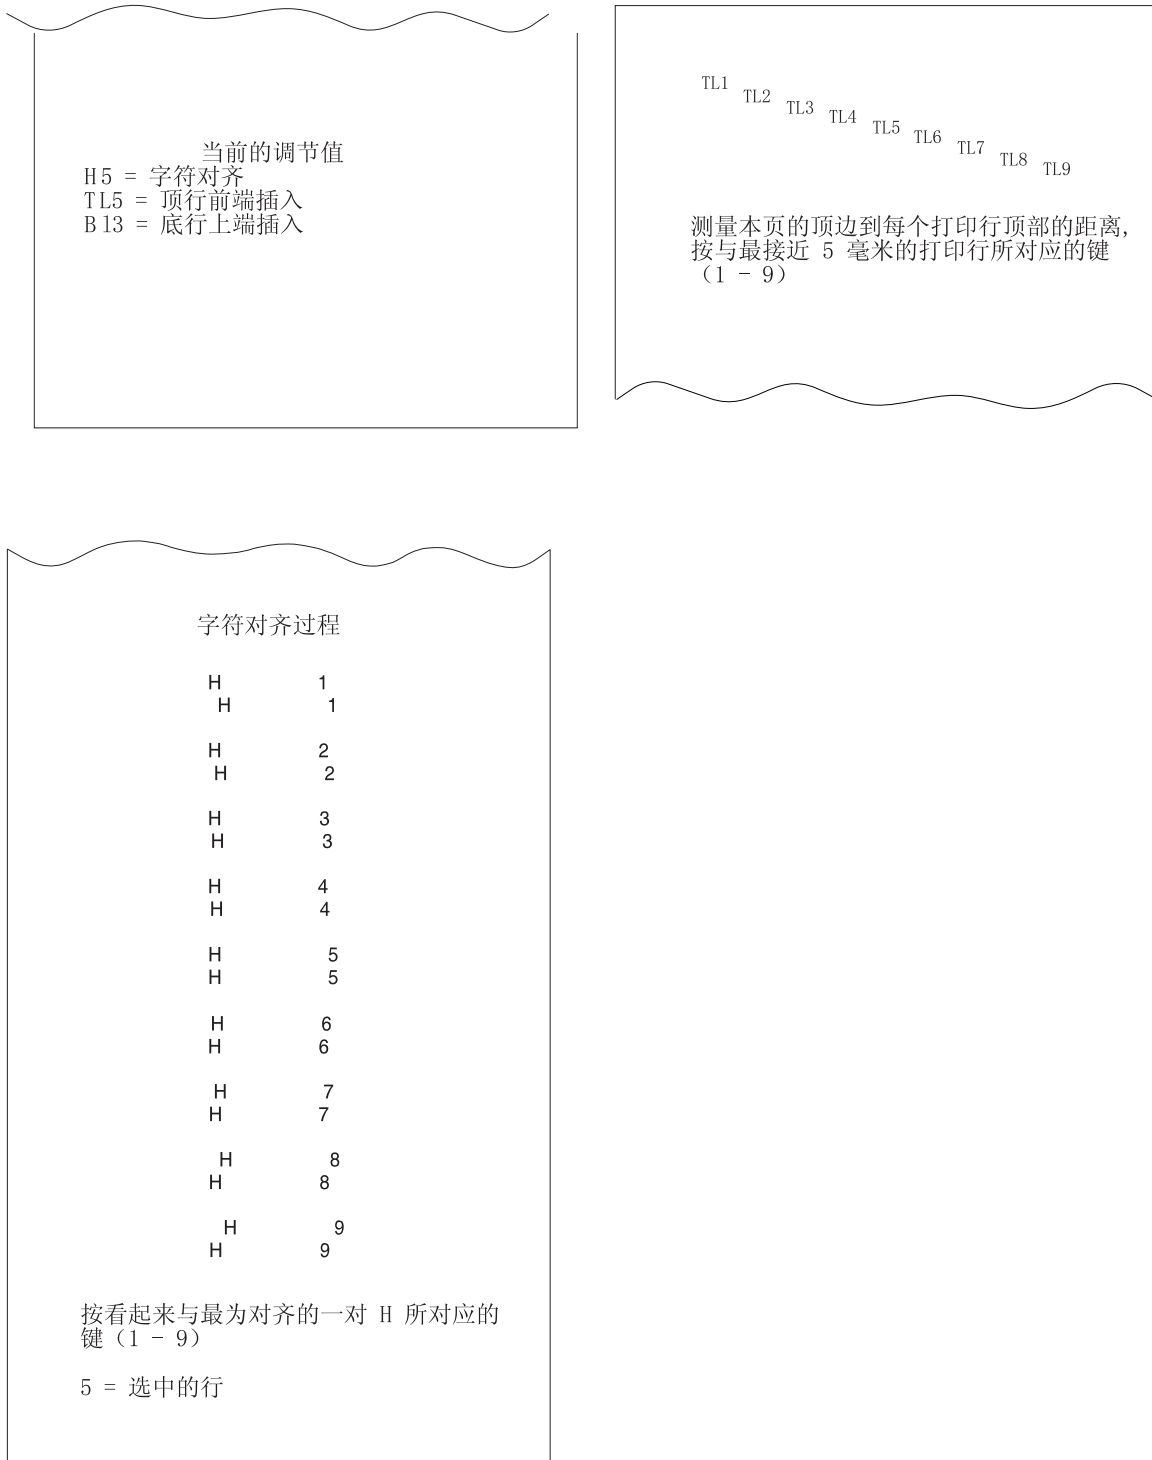 当前的调节值
H5 = 字符对齐
TL5 = 顶行前端插入
Bl3 = 底行上端插入
TL1 TL2 TL3 TL4 TL5 TL6 TL7 TL8 TL9
测量本页的顶边到每个打印行顶部的距离,
按与最接近 5 毫米的打印行所对应的键
（1 - 9）
字符对齐过程
H 1
H 1
H 2
H 2
H 3
H 3
H 4
H 4
H 5
H 5
H 6
H 6
H 7
H 7
H 8
H 8
H 9
H 9
按看起来与最为对齐的一对 H 所对应的
键（1 - 9）
5 = 选中的行